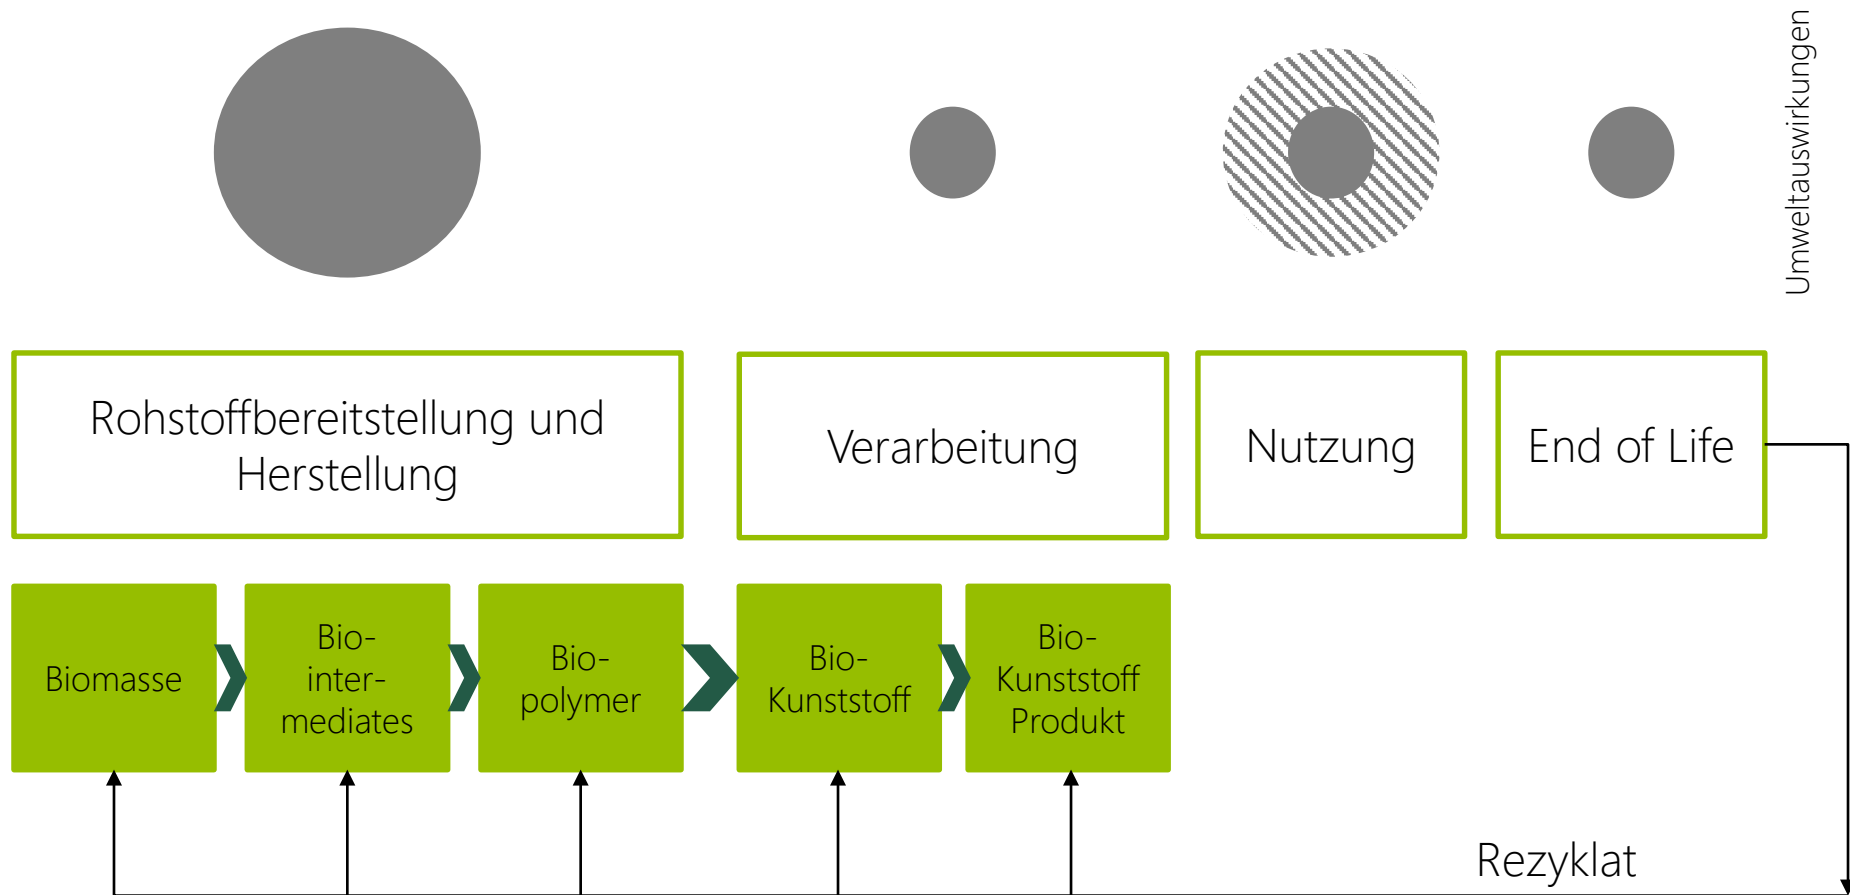 Umweltauswirkungen
Rohstoffbereitstellung und
Herstellung
Verarbeitung
Nutzung
End of Life
Biomasse
Bio-
inter-
mediates
Bio-
polymer
Bio-
Kunststoff
Bio-
Kunststoff
Produkt
Rezyklat